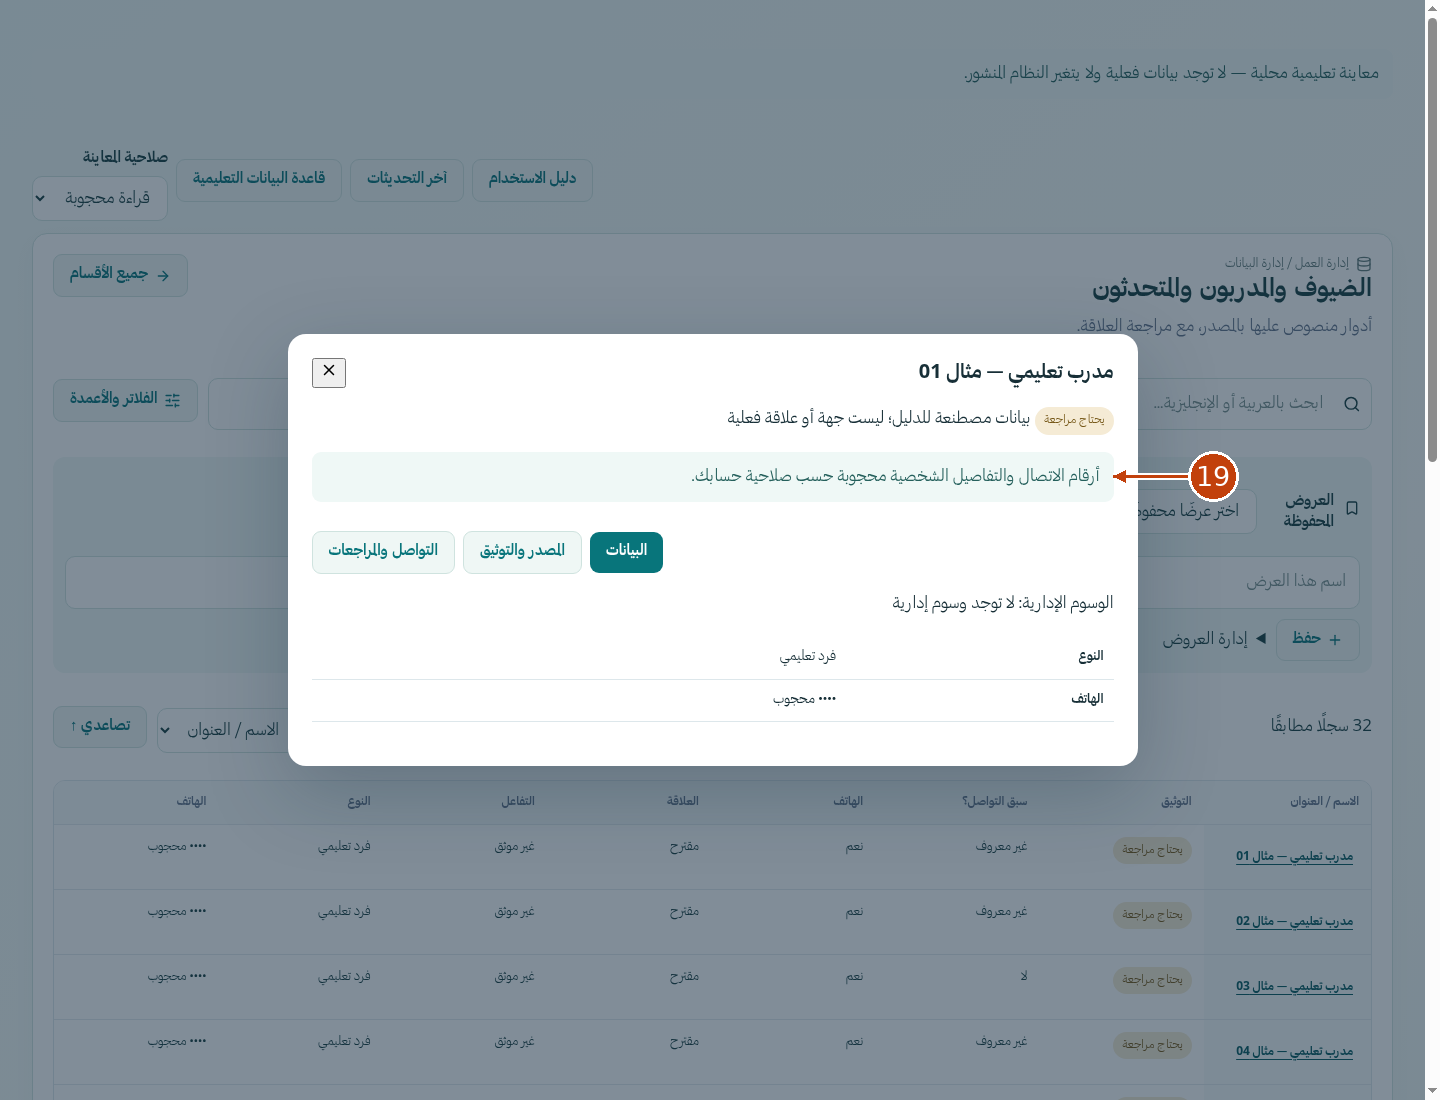 معاينة تعليمية محلية — لا توجد بيانات فعلية ولا يتغير النظام المنشور.
دليل الاستخدام
آخر التحديثات
قاعدة البيانات التعليمية
صلاحية المعاينة
قراءة محجوبة
إدارة العمل / إدارة البيانات
الضيوف والمدربون والمتحدثون
أدوار منصوص عليها بالمصدر، مع مراجعة العلاقة.
جميع الأقسام
ابحث بالعربية أو الإنجليزية...
الفلاتر والأعمدة
العروض المحفوظة
اختر عرضًا
اسم هذا العرض
حفظ
إدارة العروض
مدرب تعليمي — مثال 01
يحتاج مراجعة بيانات مصطنعة للدليل؛ ليست جهة أو علاقة فعلية
أرقام الاتصال والتفاصيل الشخصية محجوبة حسب صلاحية حسابك.
19
البيانات
المصدر والتوثيق
التواصل والمراجعات
الوسوم الإدارية: لا توجد وسوم إدارية
النوع فرد تعليمي
الهاتف •••• محجوب
32 سجلًا مطابقًا
الاسم / العنوان
تصاعدي ↑
الاسم / العنوان التوثيق سبق التواصل؟ الهاتف العلاقة التفاعل النوع الهاتف
مدرب تعليمي — مثال 01 يحتاج مراجعة غير معروف نعم مقترح غير موثق فرد تعليمي •••• محجوب
مدرب تعليمي — مثال 02 يحتاج مراجعة غير معروف نعم مقترح غير موثق فرد تعليمي •••• محجوب
مدرب تعليمي — مثال 03 يحتاج مراجعة لا نعم مقترح غير موثق فرد تعليمي •••• محجوب
مدرب تعليمي — مثال 04 يحتاج مراجعة غير معروف نعم مقترح غير موثق فرد تعليمي •••• محجوب